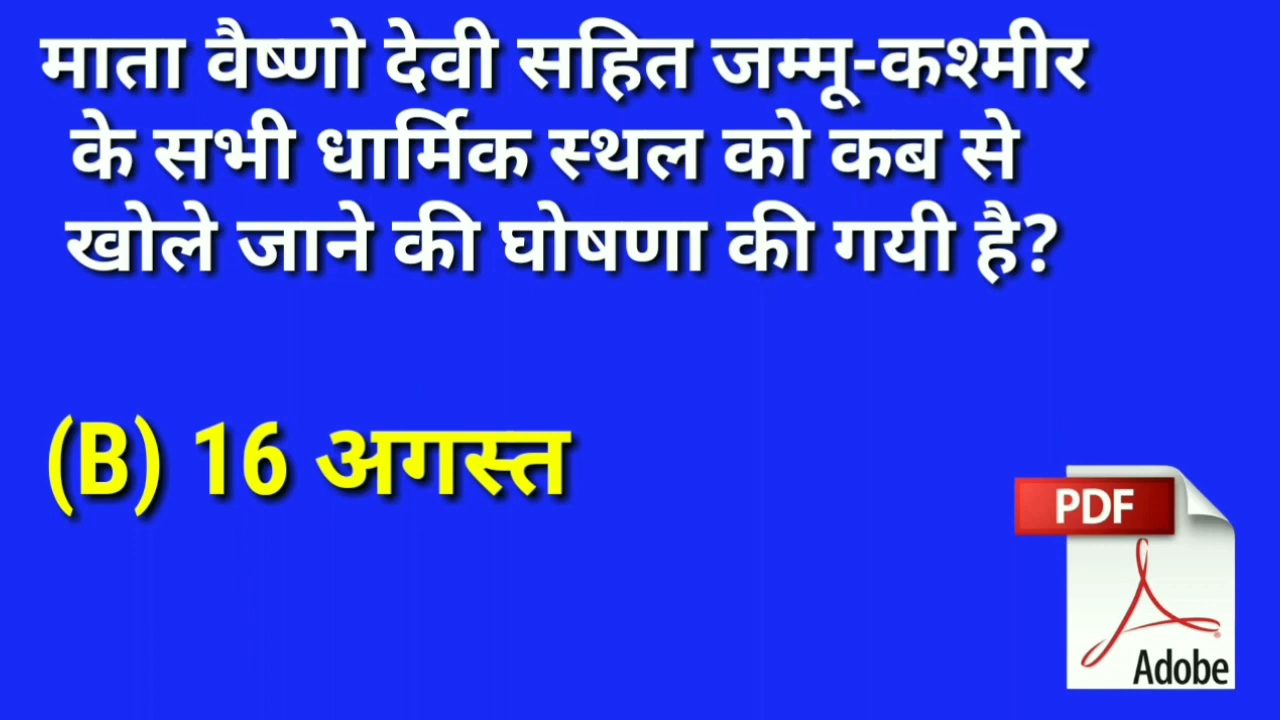 माता वैष्णो देवी सहित जम्मू-कश्मीर
के सभी धार्मिक स्थल को कब से
खोले जाने की घोषणा की गयी है?
(B) 16 अगस्त
PDF
Adobe